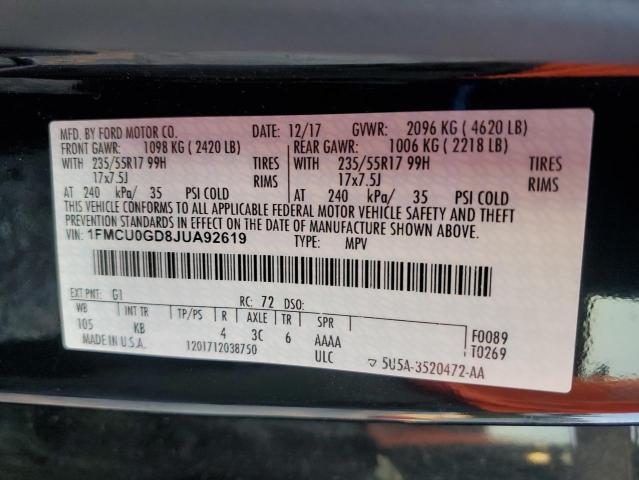 MFD. BY FORD MOTOR CO. DATE: 12/17 GVWR: 2096 KG ( 4620 LB)
FRONT GAWR: 1098 KG ( 2420 LB) REAR GAWR: 1006 KG ( 2218 LB)
WITH 235/55R17 99H TIRES WITH 235/55R17 99H TIRES
17x7.5J RIMS 17x7.5J RIMS
AT 240 kPa/ 35 PSI COLD AT 240 kPa/ 35 PSI COLD
THIS VEHICLE CONFORMS TO ALL APPLICABLE FEDERAL MOTOR VEHICLE SAFETY AND THEFT
PREVENTION STANDARDS IN EFFECT ON THE DATE OF MANUFACTURE SHOWN ABOVE.
VIN: 1FMCU0GD8JUA92619 TYPE: MPV
EXT PNT: G1 RC: 72 DSO:
WB INT TR TP/PS R AXLE TR SPR
105 KB 4 3C 6 AAAA F0089
MADE IN U.S.A. 1201712038750 ULC T0269
5U5A-3520472-AA